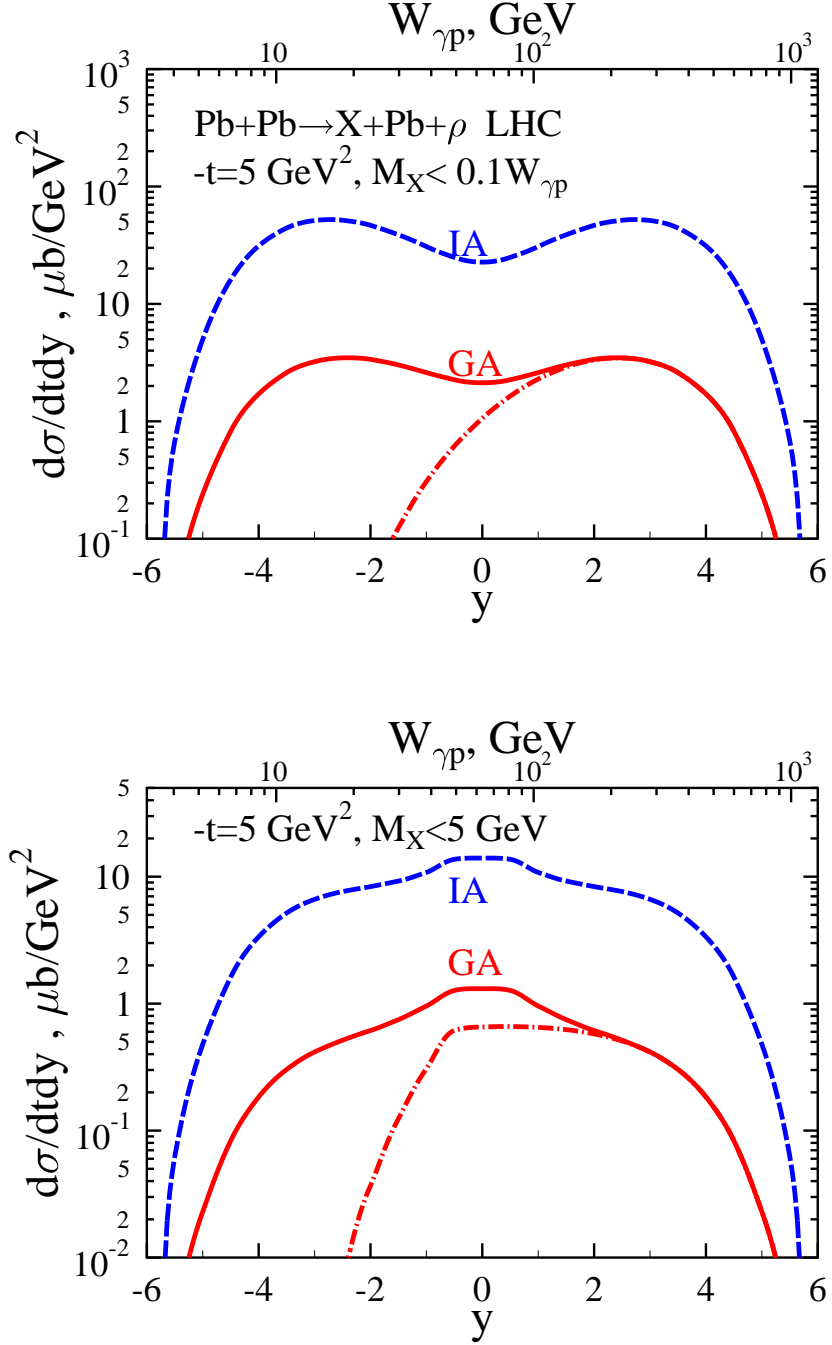 W_γp, GeV
10 10^2 10^3
10^3
Pb+Pb→X+Pb+ρ LHC
-t=5 GeV^2, M_X< 0.1W_γp
5
2
10^2
5
2
10
5
2
1
5
2
10^-1
IA
GA
dσ/dtdy , μb/GeV^2
-6 -4 -2 0 2 4 6
y
W_γp, GeV
10 10^2 10^3
5
-t=5 GeV^2, M_X<5 GeV
2
10
5
2
1
5
2
10^-1
5
2
10^-2
IA
GA
dσ/dtdy , μb/GeV^2
-6 -4 -2 0 2 4 6
y